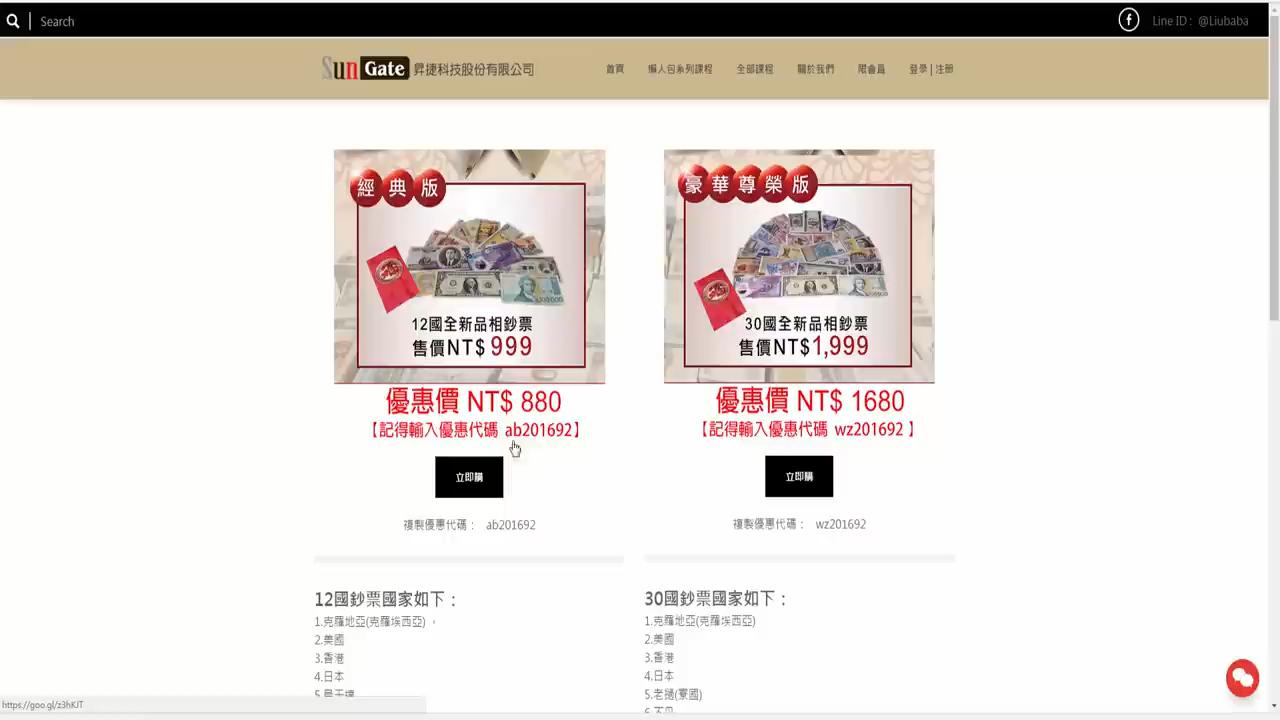 Search
Line ID : @Liubaba
Sun Gate 昇捷科技股份有限公司
首頁 懶人包系列課程 全部課程 關於我們 限會員 登录 | 注册
經典版
12國全新品相鈔票
售價NT$ 999
優惠價 NT$ 880
【記得輸入優惠代碼 ab201692】
立即購
複製優惠代碼： ab201692
12國鈔票國家如下：
1.克羅地亞(克羅埃西亞) ，
2.美國
3.香港
4.日本
豪華尊榮版
30國全新品相鈔票
售價NT$1,999
優惠價 NT$ 1680
【記得輸入優惠代碼 wz201692 】
立即購
複製優惠代碼： wz201692
30國鈔票國家如下：
1.克羅地亞(克羅埃西亞)
2.美國
3.香港
4.日本
5.老撾(寮國)
https://goo.gl/z3hKJT